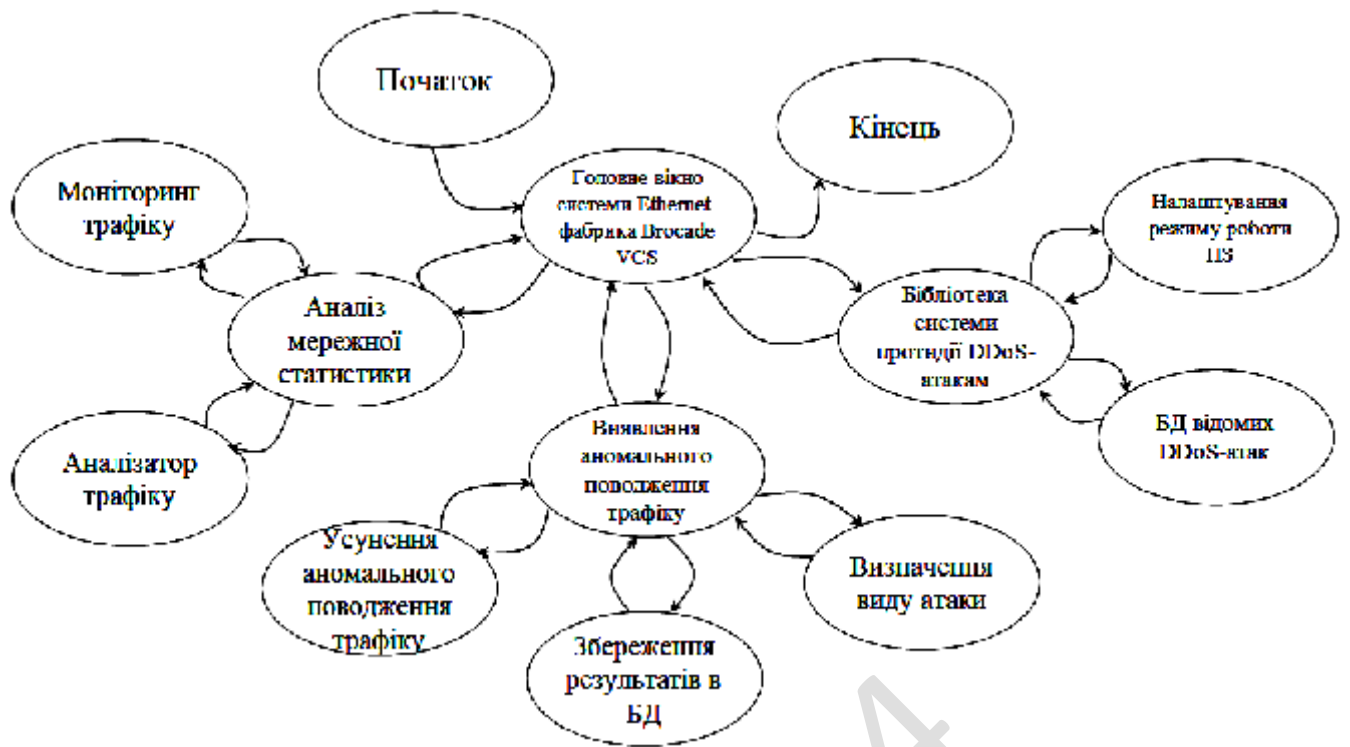 Початок
Кінець
Моніторинт
трафіку
Головне вікно
системи Ethernet
фабрика Brocade
VCS
Налаштування
режиму роботи
ПЗ
Аналіз
мережної
статистики
Бібліотека
системи
протидії DDoS-
атакам
Аналізатор
трафіку
Виявлення
аномального
поводження
трафіку
БД відомих
DDoS-атак
Усунення
аномального
поводження
трафіку
Визначення
виду атаки
Збереження
результатів в
БД
4